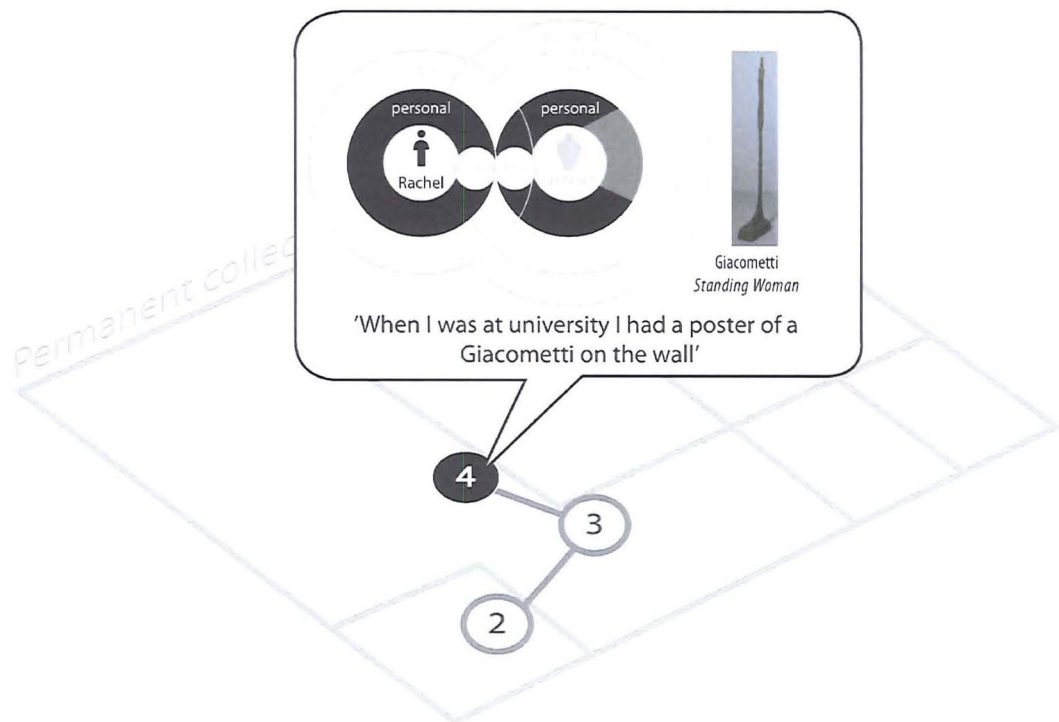 personal
personal
Rachel
Giacometti
Standing Woman
'When I was at university I had a poster of a
Giacometti on the wall'
Permanent collec
4
3
2